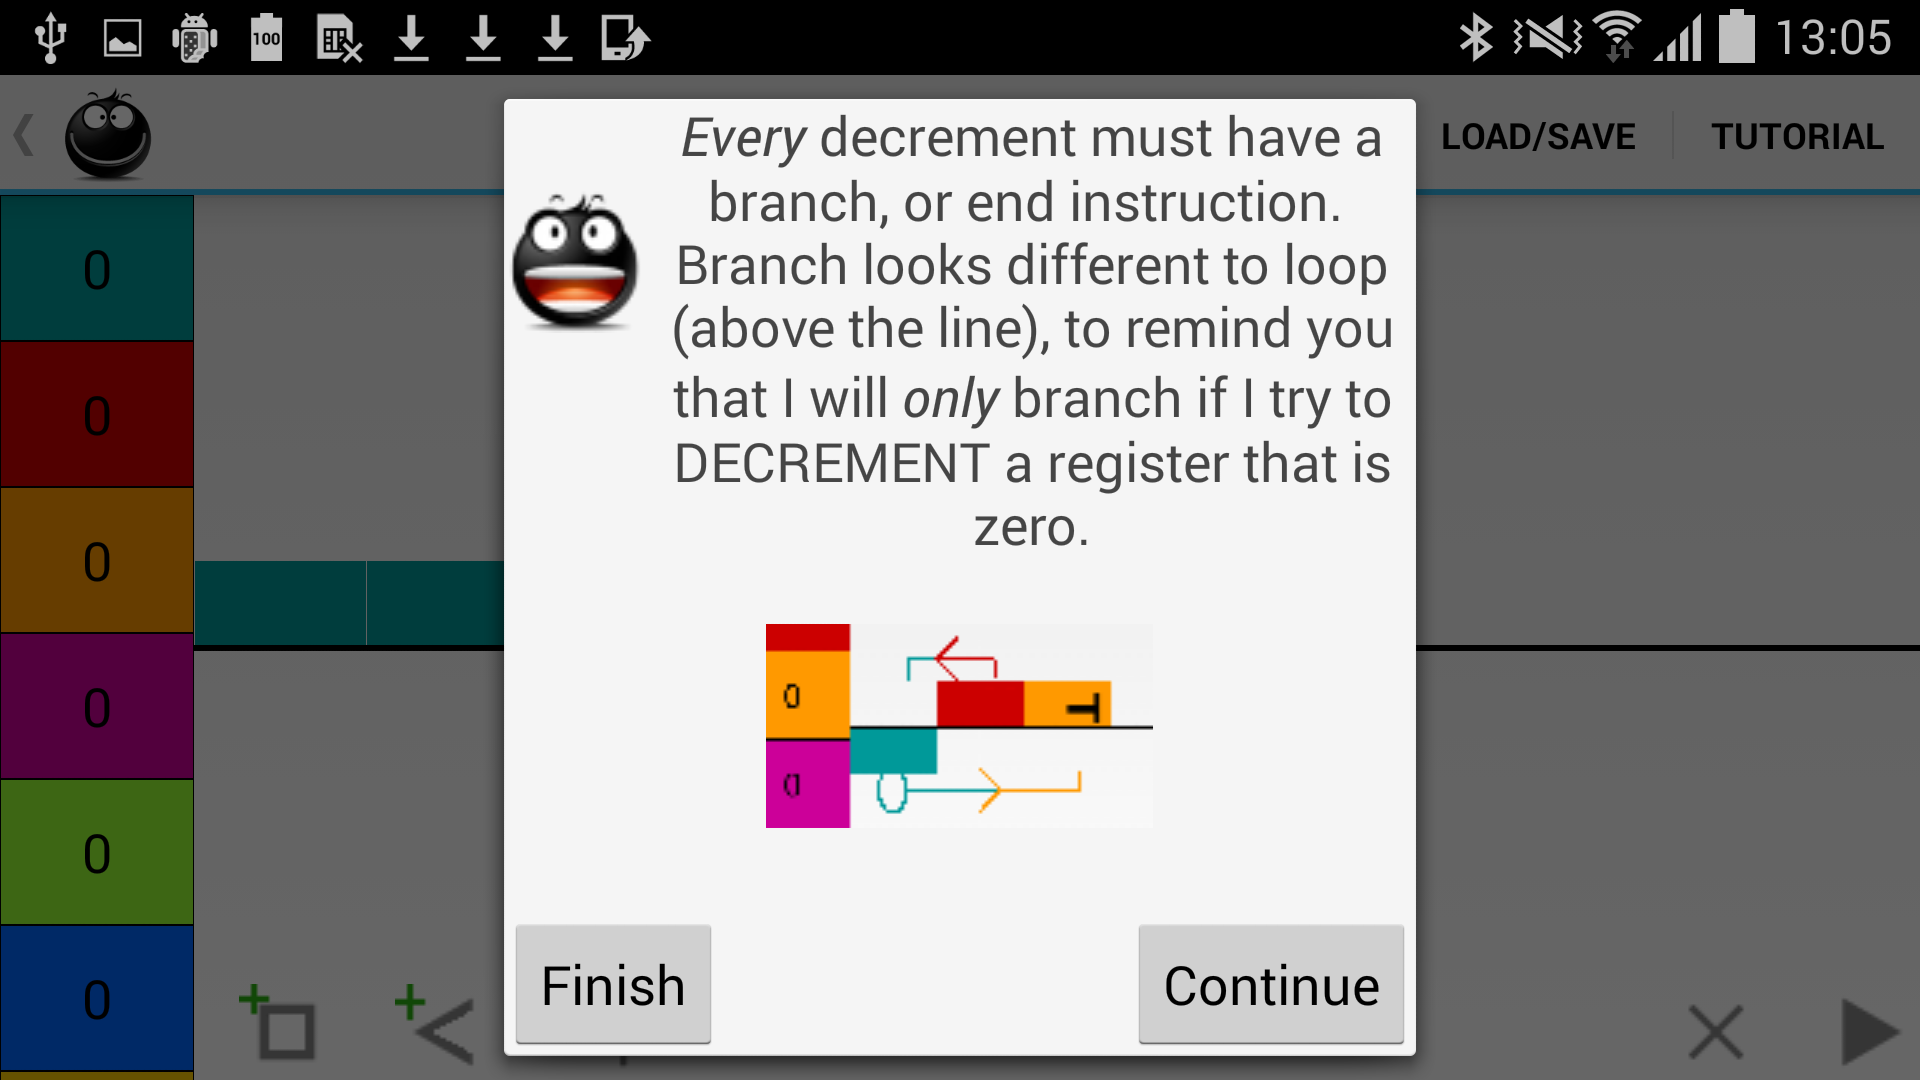 100
13:05
LOAD/SAVE
TUTORIAL
Every decrement must have a
branch, or end instruction.
Branch looks different to loop
(above the line), to remind you
that I will only branch if I try to
DECREMENT a register that is
zero.
0
0
0
0
0
0
0
0
T
Finish
Continue